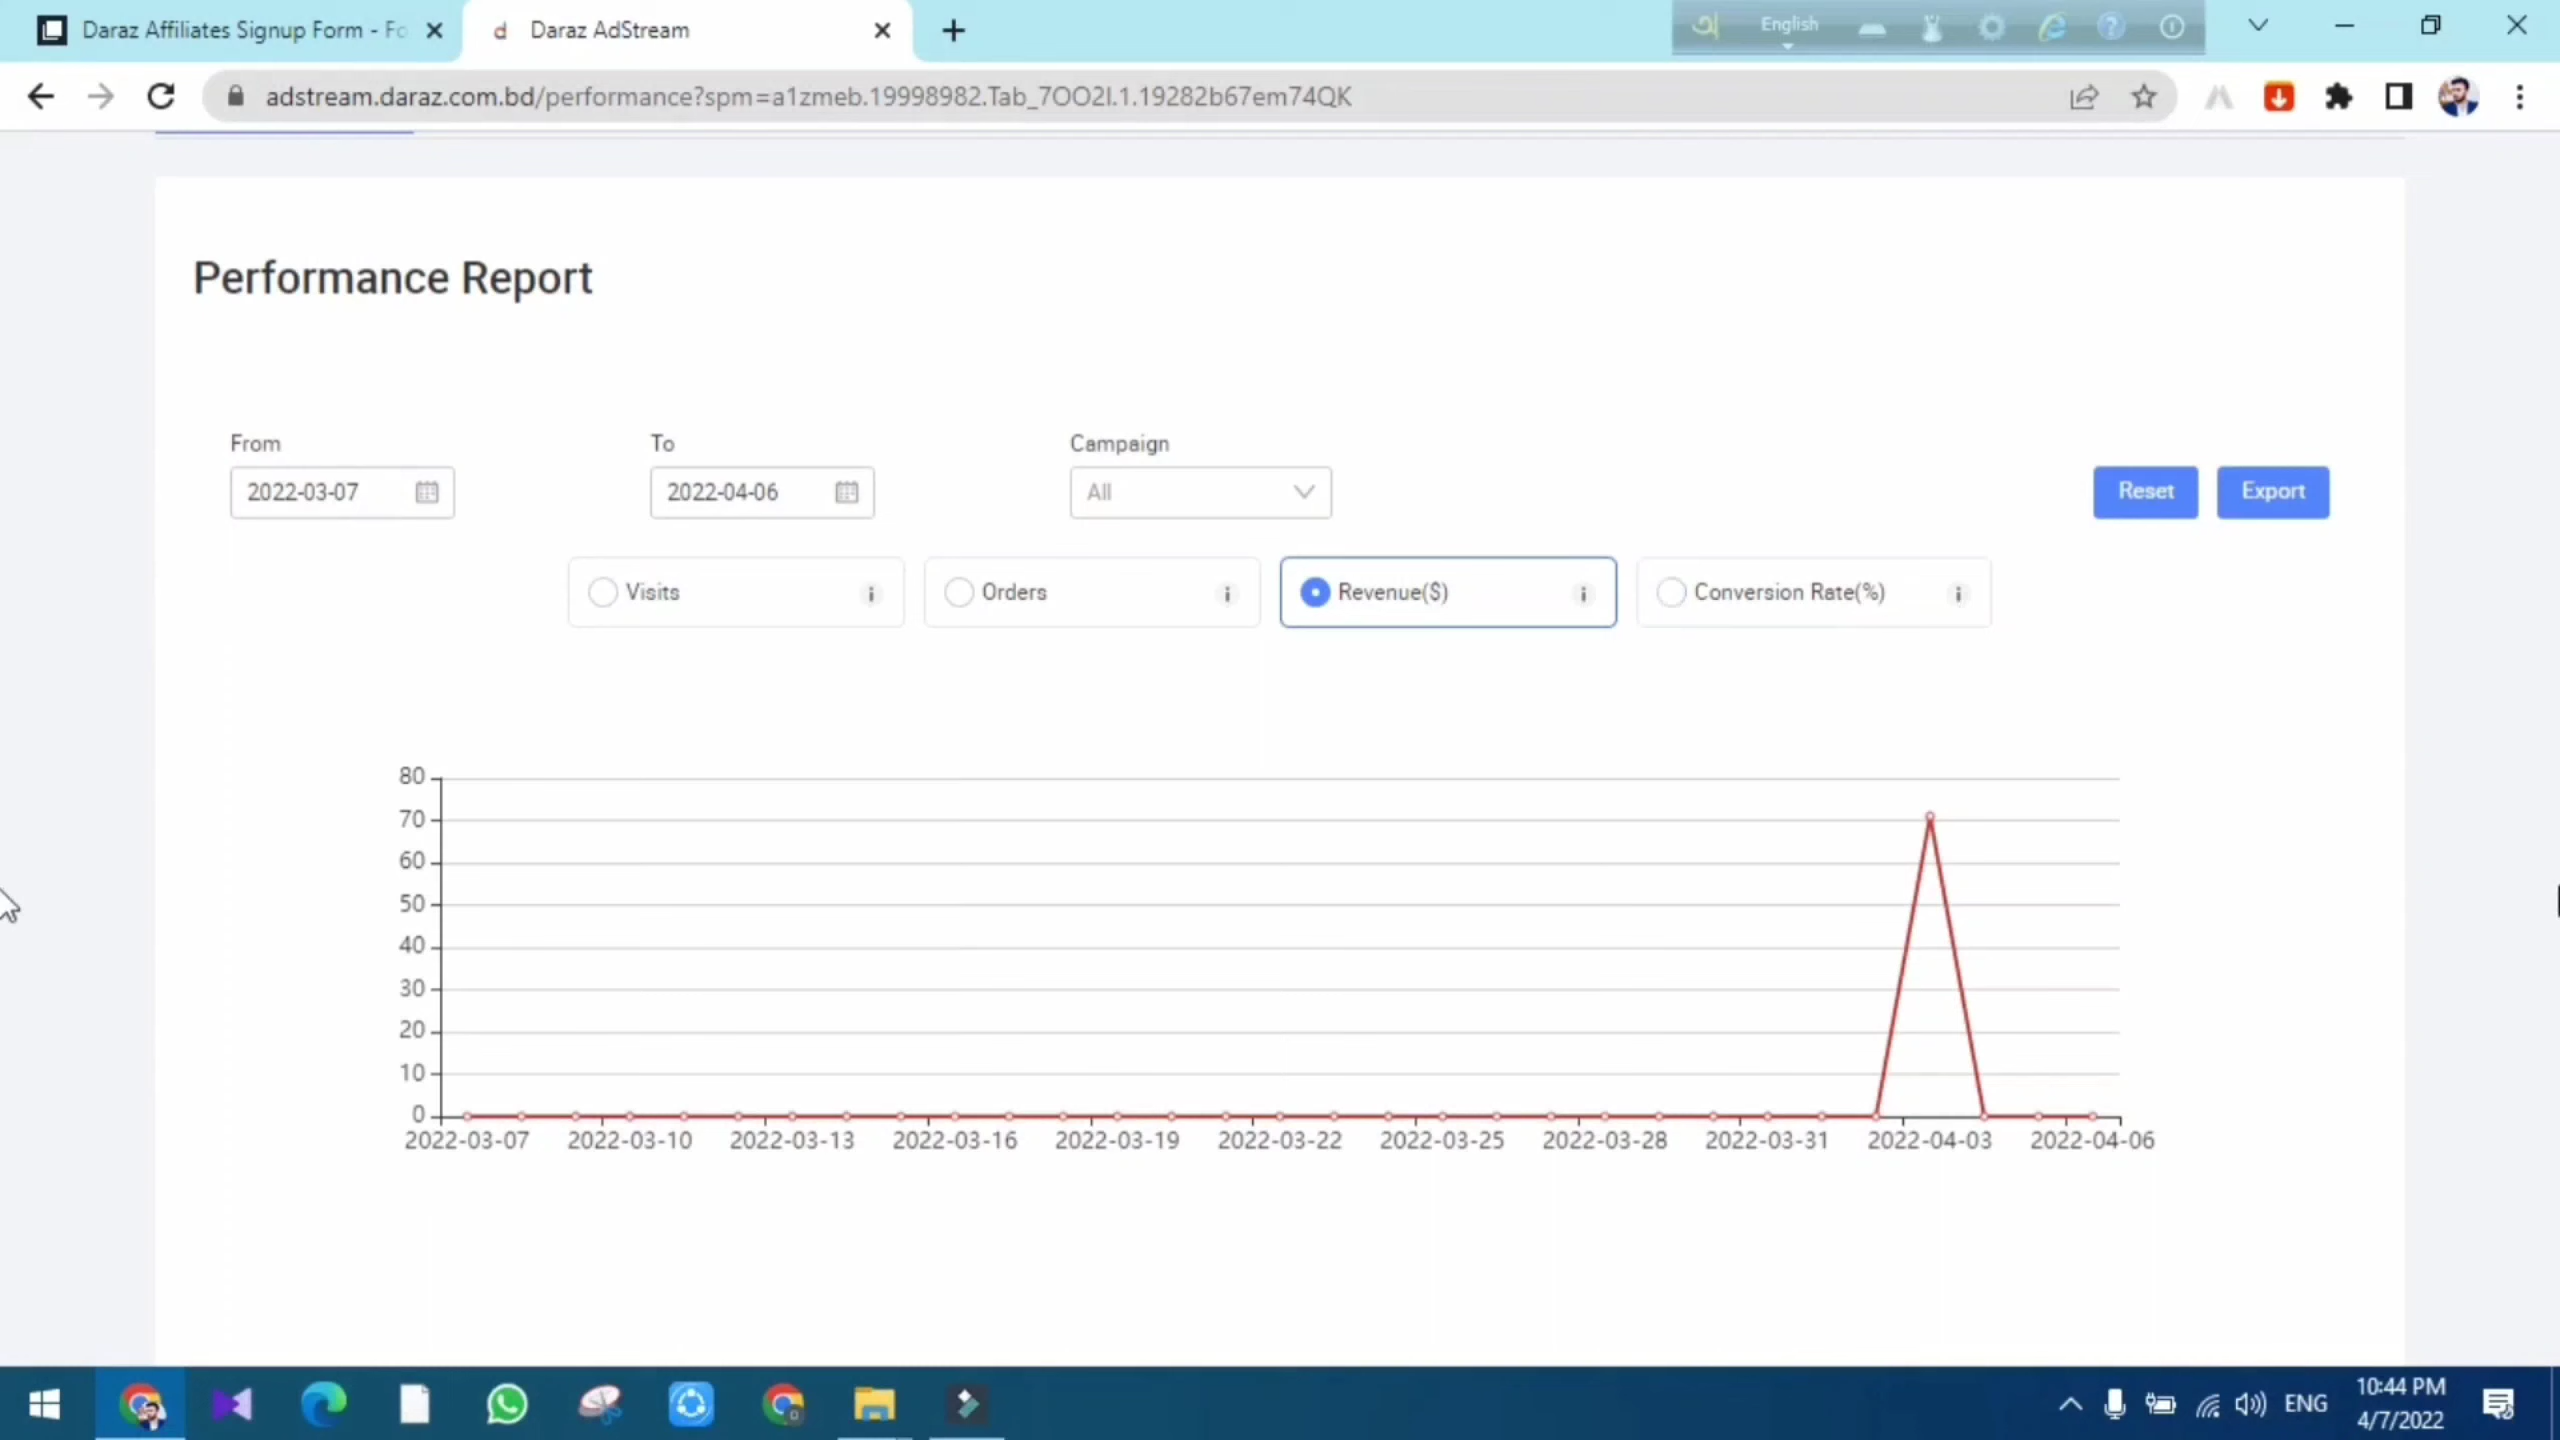 Daraz Affiliates Signup Form - Fo
Daraz AdStream
English
adstream.daraz.com.bd/performance?spm=a1zmeb.19998982.Tab_7OO2I.1.19282b67em74QK
Performance Report
From
To
Campaign
2022-03-07
2022-04-06
All
Reset
Export
Visits
Orders
Revenue($)
Conversion Rate(%)
80
70
60
50
40
30
20
10
0
2022-03-07 2022-03-10 2022-03-13 2022-03-16 2022-03-19 2022-03-22 2022-03-25 2022-03-28 2022-03-31 2022-04-03 2022-04-06
ENG
10:44 PM
4/7/2022